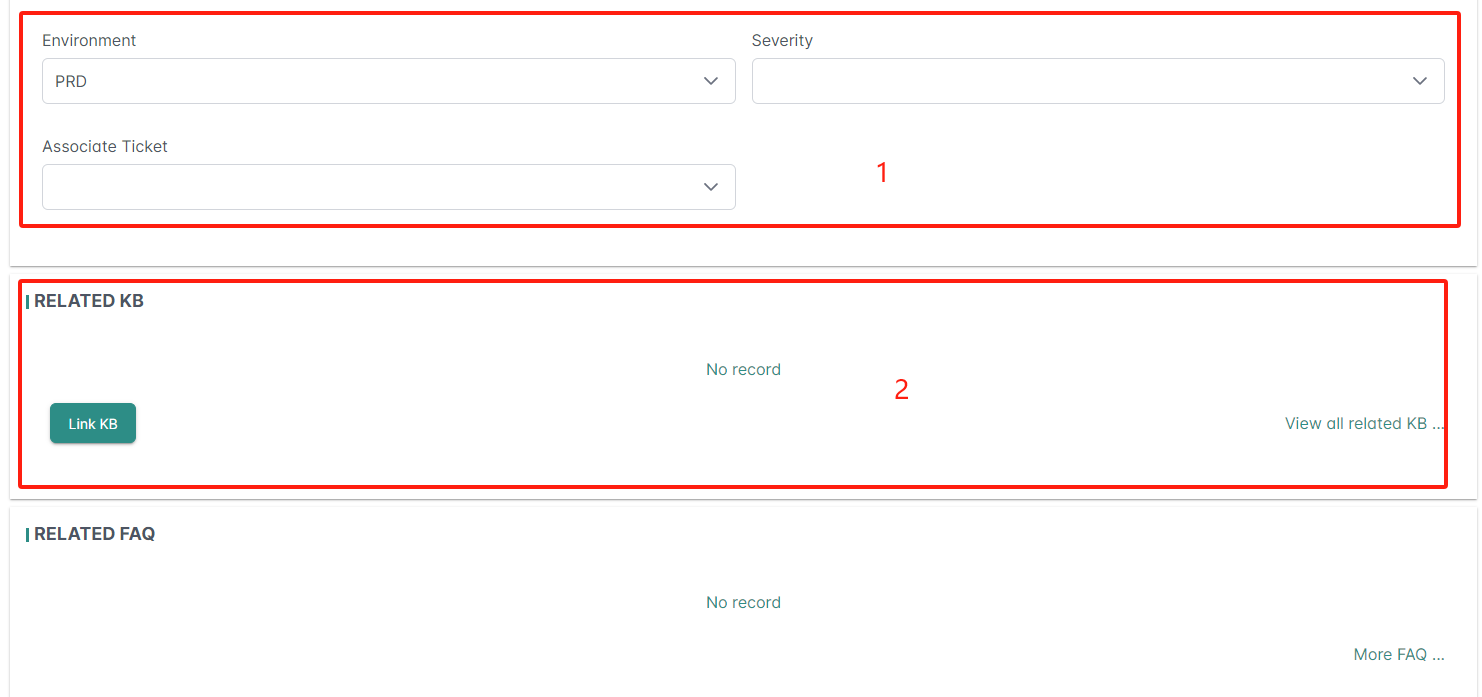 Environment
Severity
PRD
Associate Ticket
1
RELATED KB
No record
2
Link KB
View all related KB ...
RELATED FAQ
No record
More FAQ ...